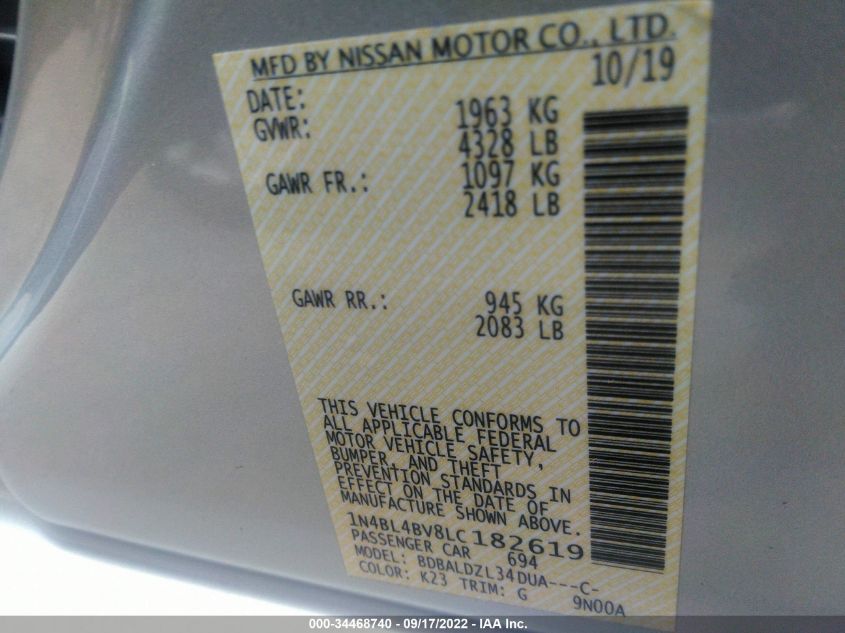 MFD BY NISSAN MOTOR CO., LTD.
DATE: 10/19
GVWR: 1963 KG
4328 LB
GAWR FR.: 1097 KG
2418 LB
GAWR RR.: 945 KG
2083 LB
THIS VEHICLE CONFORMS TO
ALL APPLICABLE FEDERAL
MOTOR VEHICLE SAFETY,
BUMPER, AND THEFT
PREVENTION STANDARDS IN
EFFECT ON THE DATE OF
MANUFACTURE SHOWN ABOVE.
1N4BL4BV8LC182619
PASSENGER CAR 694
MODEL: BDBALDZL34DUA---C-
COLOR: K23 TRIM: G 9N00A
000-34468740 - 09/17/2022 - IAA Inc.